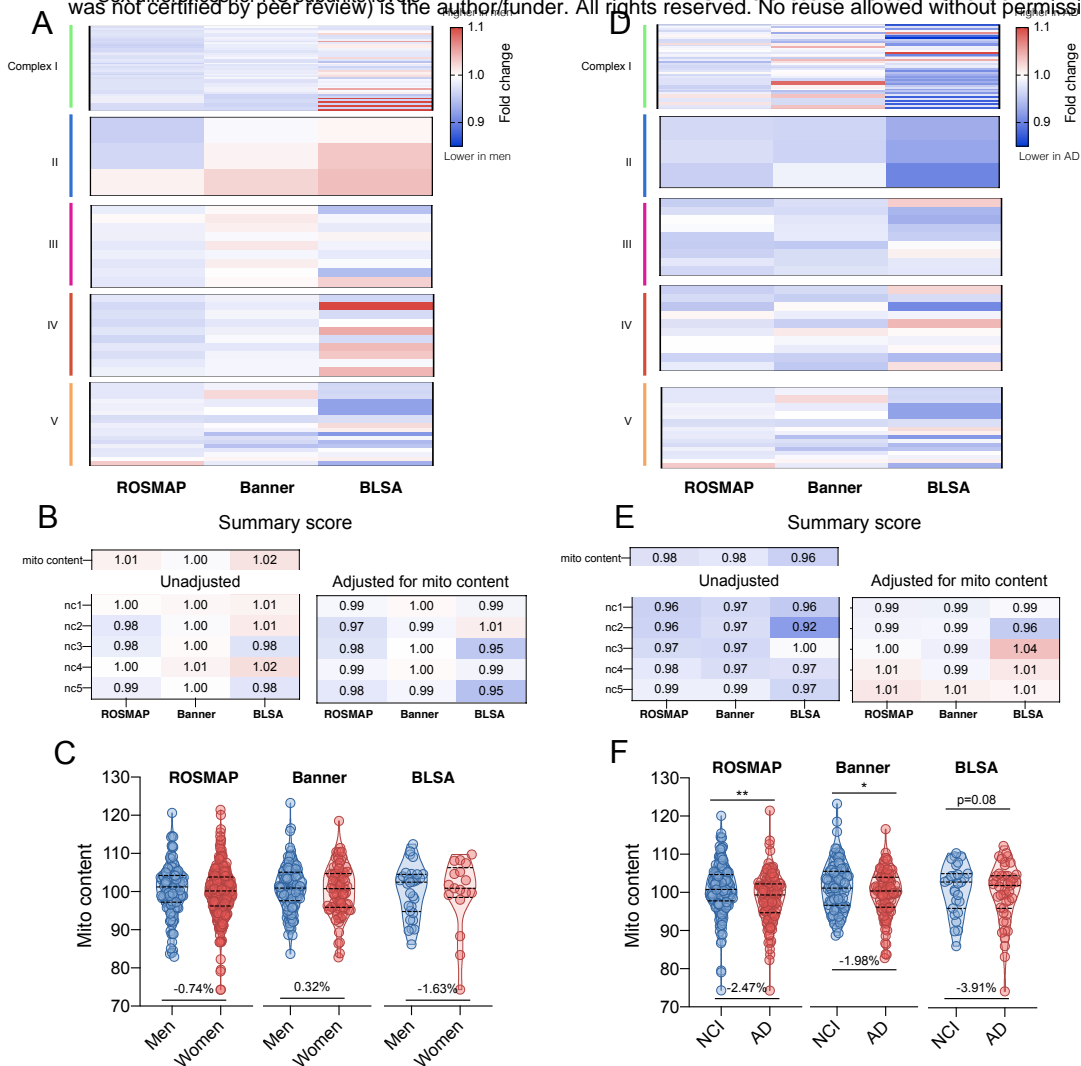 was not certified by peer review) is the author/funder. All rights reserved. No reuse allowed without permissi
A
Higher in men
1.1
1.0
0.9
Fold change
Lower in men
Complex I
II
III
IV
V
ROSMAP Banner BLSA
D
Higher in AD
1.1
1.0
0.9
Fold change
Lower in AD
Complex I
II
III
IV
V
ROSMAP Banner BLSA
B
Summary score
mito content 1.01 1.00 1.02
Unadjusted Adjusted for mito content
nc1 1.00 1.00 1.01 0.99 1.00 0.99
nc2 0.98 1.00 1.01 0.97 0.99 1.01
nc3 0.98 1.00 0.98 0.98 1.00 0.95
nc4 1.00 1.01 1.02 1.00 0.99 0.99
nc5 0.99 1.00 0.98 0.98 0.99 0.95
ROSMAP Banner BLSA ROSMAP Banner BLSA
E
Summary score
mito content 0.98 0.98 0.96
Unadjusted Adjusted for mito content
nc1 0.96 0.97 0.96 0.99 0.99 0.99
nc2 0.96 0.97 0.92 0.99 0.99 0.96
nc3 0.97 0.97 1.00 1.00 0.99 1.04
nc4 0.98 0.97 0.97 1.01 0.99 1.01
nc5 0.99 0.99 0.97 1.01 1.01 1.01
ROSMAP Banner BLSA ROSMAP Banner BLSA
C
ROSMAP Banner BLSA
Mito content
130
120
110
100
90
80
70
-0.74% 0.32% -1.63%
Men Women Men Women Men Women
F
ROSMAP Banner BLSA
** * p=0.08
Mito content
130
120
110
100
90
80
70
-2.47% -1.98% -3.91%
NCI AD NCI AD NCI AD